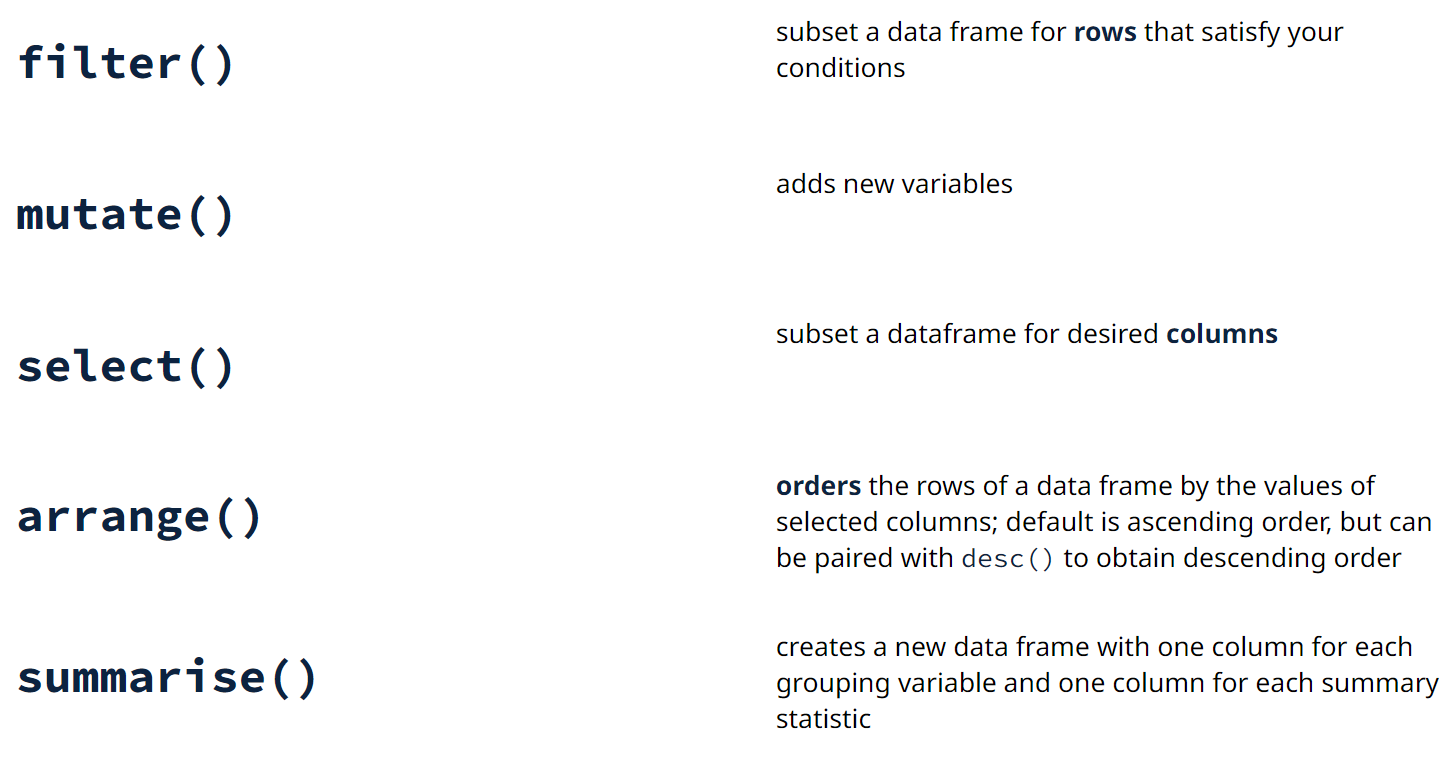 filter()
subset a data frame for rows that satisfy your
conditions
mutate()
adds new variables
select()
subset a dataframe for desired columns
arrange()
orders the rows of a data frame by the values of
selected columns; default is ascending order, but can
be paired with desc() to obtain descending order
summarise()
creates a new data frame with one column for each
grouping variable and one column for each summary
statistic